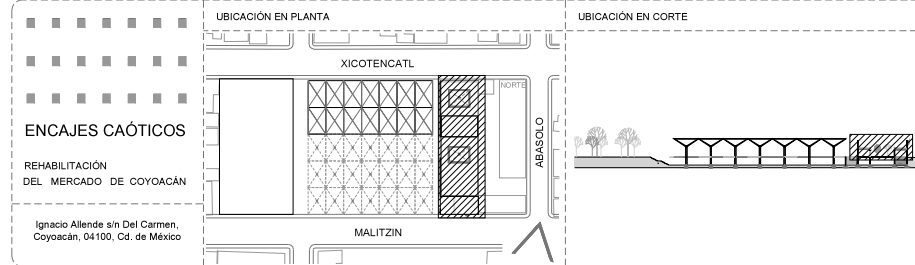 ENCAJES CAÓTICOS
REHABILITACIÓN
DEL MERCADO DE COYOACÁN
Ignacio Allende s/n Del Carmen,
Coyoacán, 04100, Cd. de México
UBICACIÓN EN PLANTA
XICOTENCATL
NORTE
ABASOLO
MALITZIN
UBICACIÓN EN CORTE